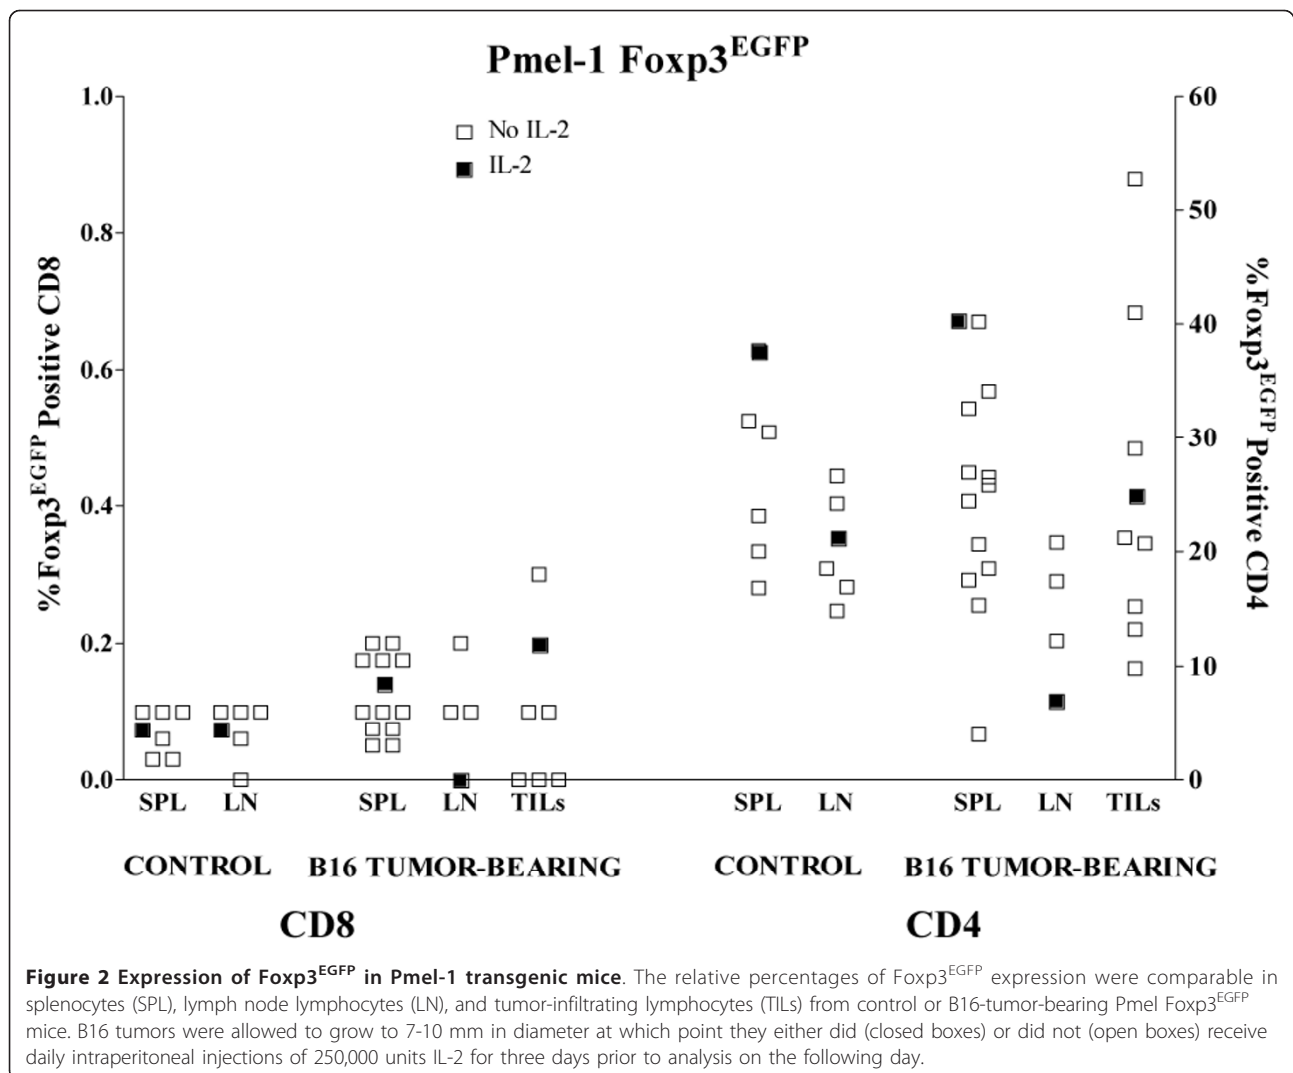 Pmel-1 Foxp3EGFP
1.0
0.8
0.6
0.4
0.2
0.0
%Foxp3EGFP Positive CD8
No IL-2
IL-2
60
50
40
30
20
10
0
%Foxp3EGFP Positive CD4
SPL LN SPL LN TILs SPL LN SPL LN TILs
CONTROL B16 TUMOR-BEARING CONTROL B16 TUMOR-BEARING
CD8 CD4
Figure 2 Expression of Foxp3EGFP in Pmel-1 transgenic mice. The relative percentages of Foxp3EGFP expression were comparable in
splenocytes (SPL), lymph node lymphocytes (LN), and tumor-infiltrating lymphocytes (TILs) from control or B16-tumor-bearing Pmel Foxp3EGFP
mice. B16 tumors were allowed to grow to 7-10 mm in diameter at which point they either did (closed boxes) or did not (open boxes) receive
daily intraperitoneal injections of 250,000 units IL-2 for three days prior to analysis on the following day.